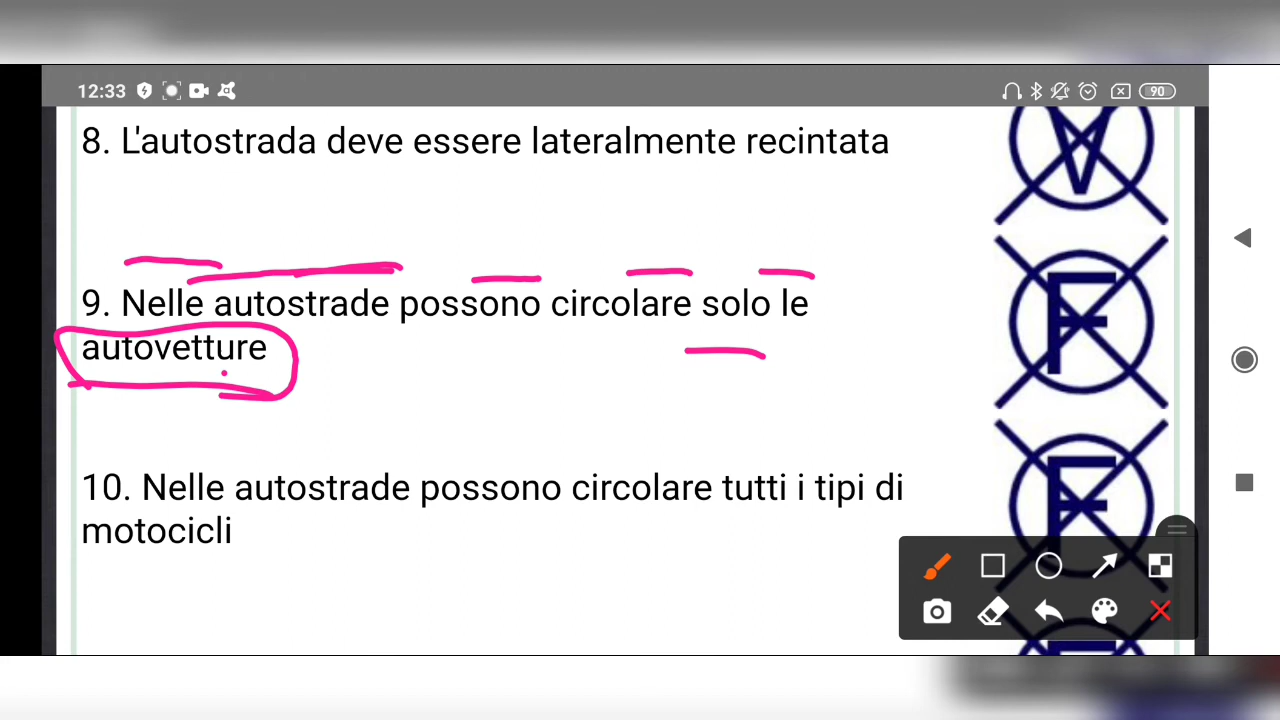 12:33
90
8. L'autostrada deve essere lateralmente recintata
V
9. Nelle autostrade possono circolare solo le
autovetture
F
10. Nelle autostrade possono circolare tutti i tipi di
motocicli
F